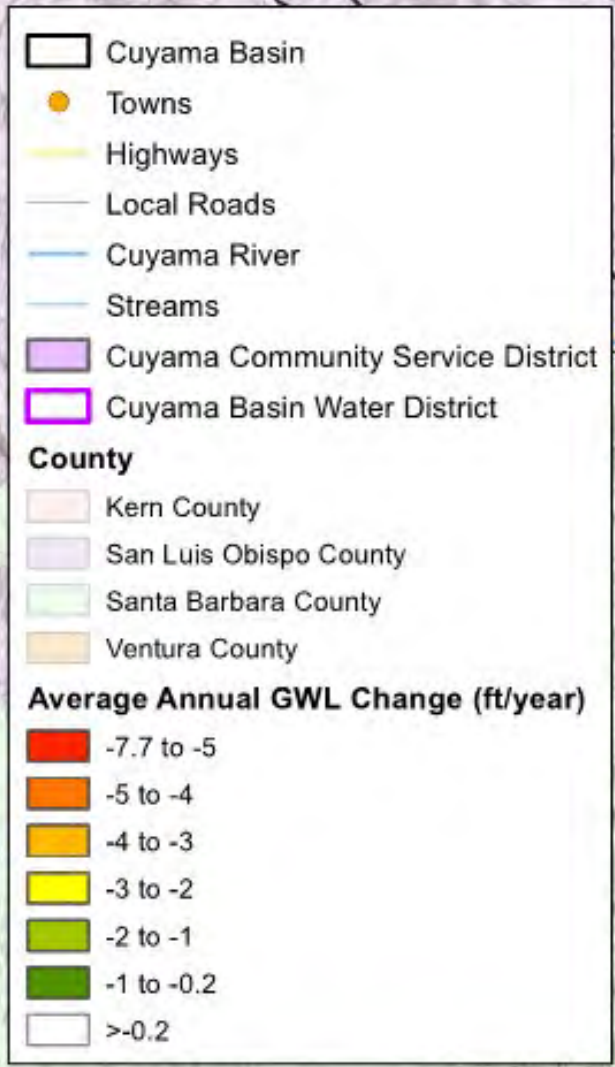 Cuyama Basin
Towns
Highways
Local Roads
Cuyama River
Streams
Cuyama Community Service District
Cuyama Basin Water District
County
Kern County
San Luis Obispo County
Santa Barbara County
Ventura County
Average Annual GWL Change (ft/year)
-7.7 to -5
-5 to -4
-4 to -3
-3 to -2
-2 to -1
-1 to -0.2
>-0.2